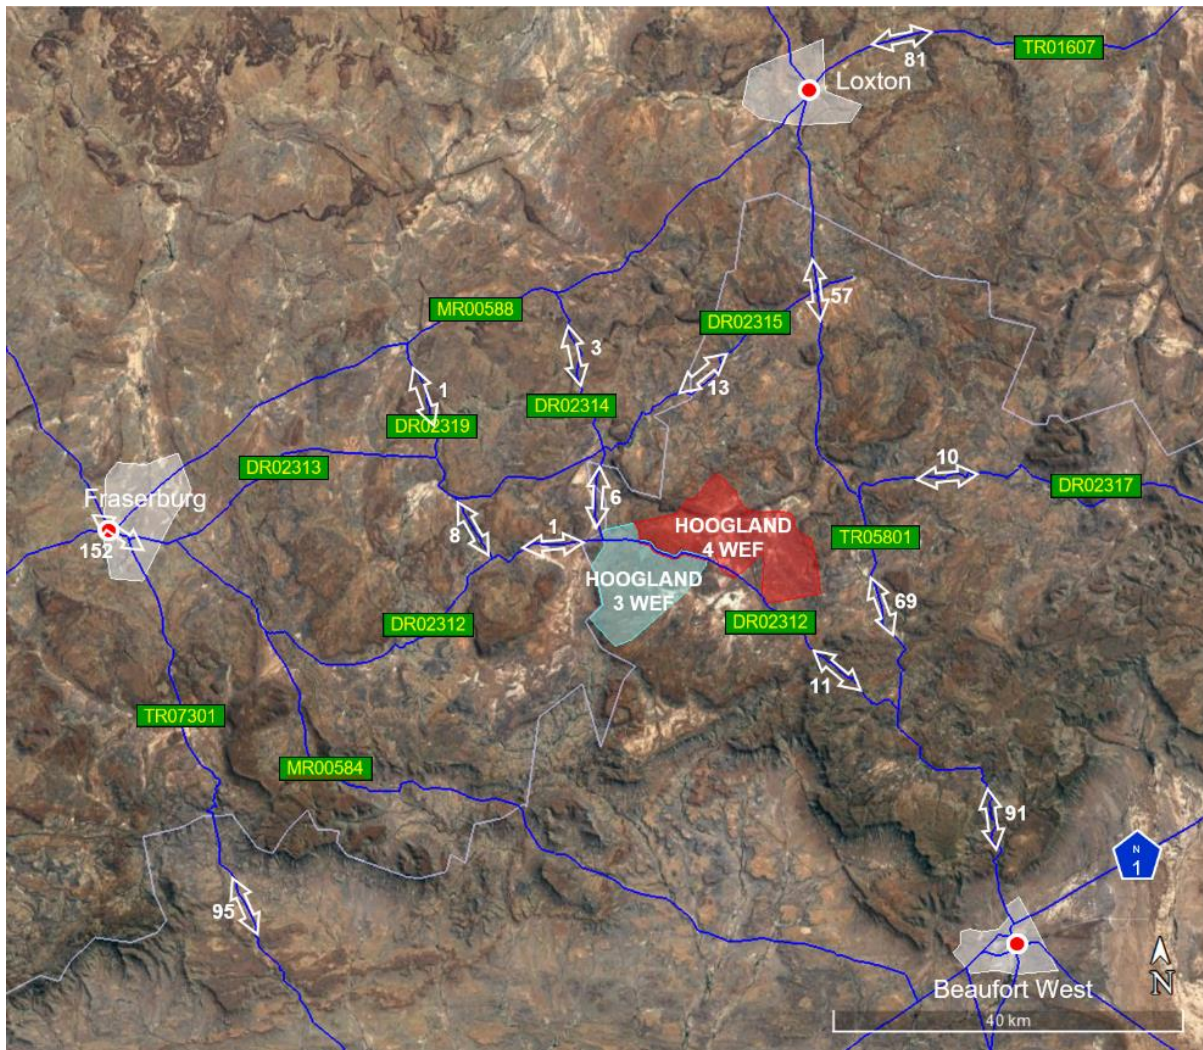 TR01607
81
Loxton
57
MR00588
DR02315
3
1
13
DR02314
DR02319
10
DR02313
DR02317
Fraserburg
6
152
8
1
HOOGLAND
4 WEF
TR05801
HOOGLAND
3 WEF
69
DR02312
DR02312
11
TR07301
MR00584
91
N
1
95
N
Beaufort West
40 km